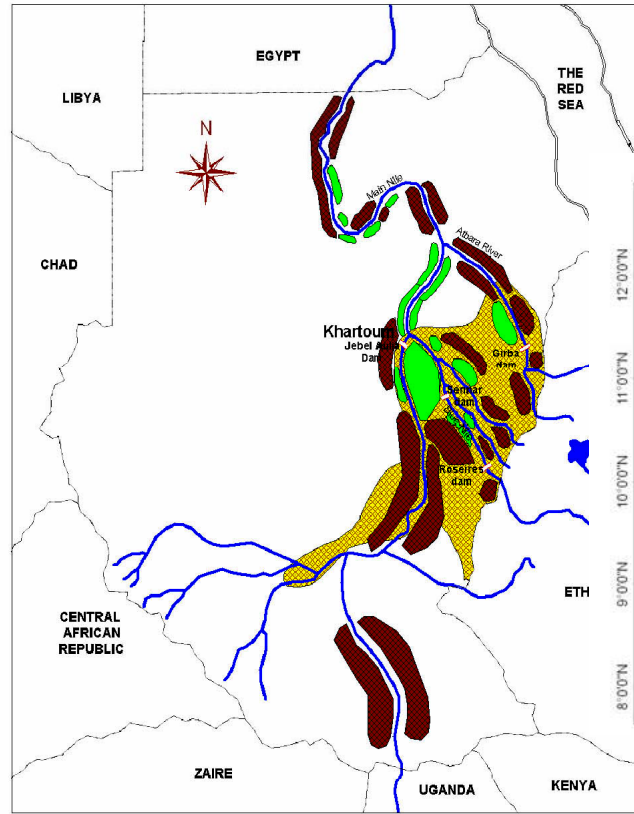 EGYPT
LIBYA
THE
RED
SEA
N
Main Nile
Atbara River
CHAD
12°0'0"N
Khartoum
Jebel Aulia
Dam
Girba
dam
11°0'0"N
dam
10°0'0"N
Roseires
dam
9°0'0"N
ETH
CENTRAL
AFRICAN
REPUBLIC
8°0'0"N
ZAIRE
UGANDA
KENYA